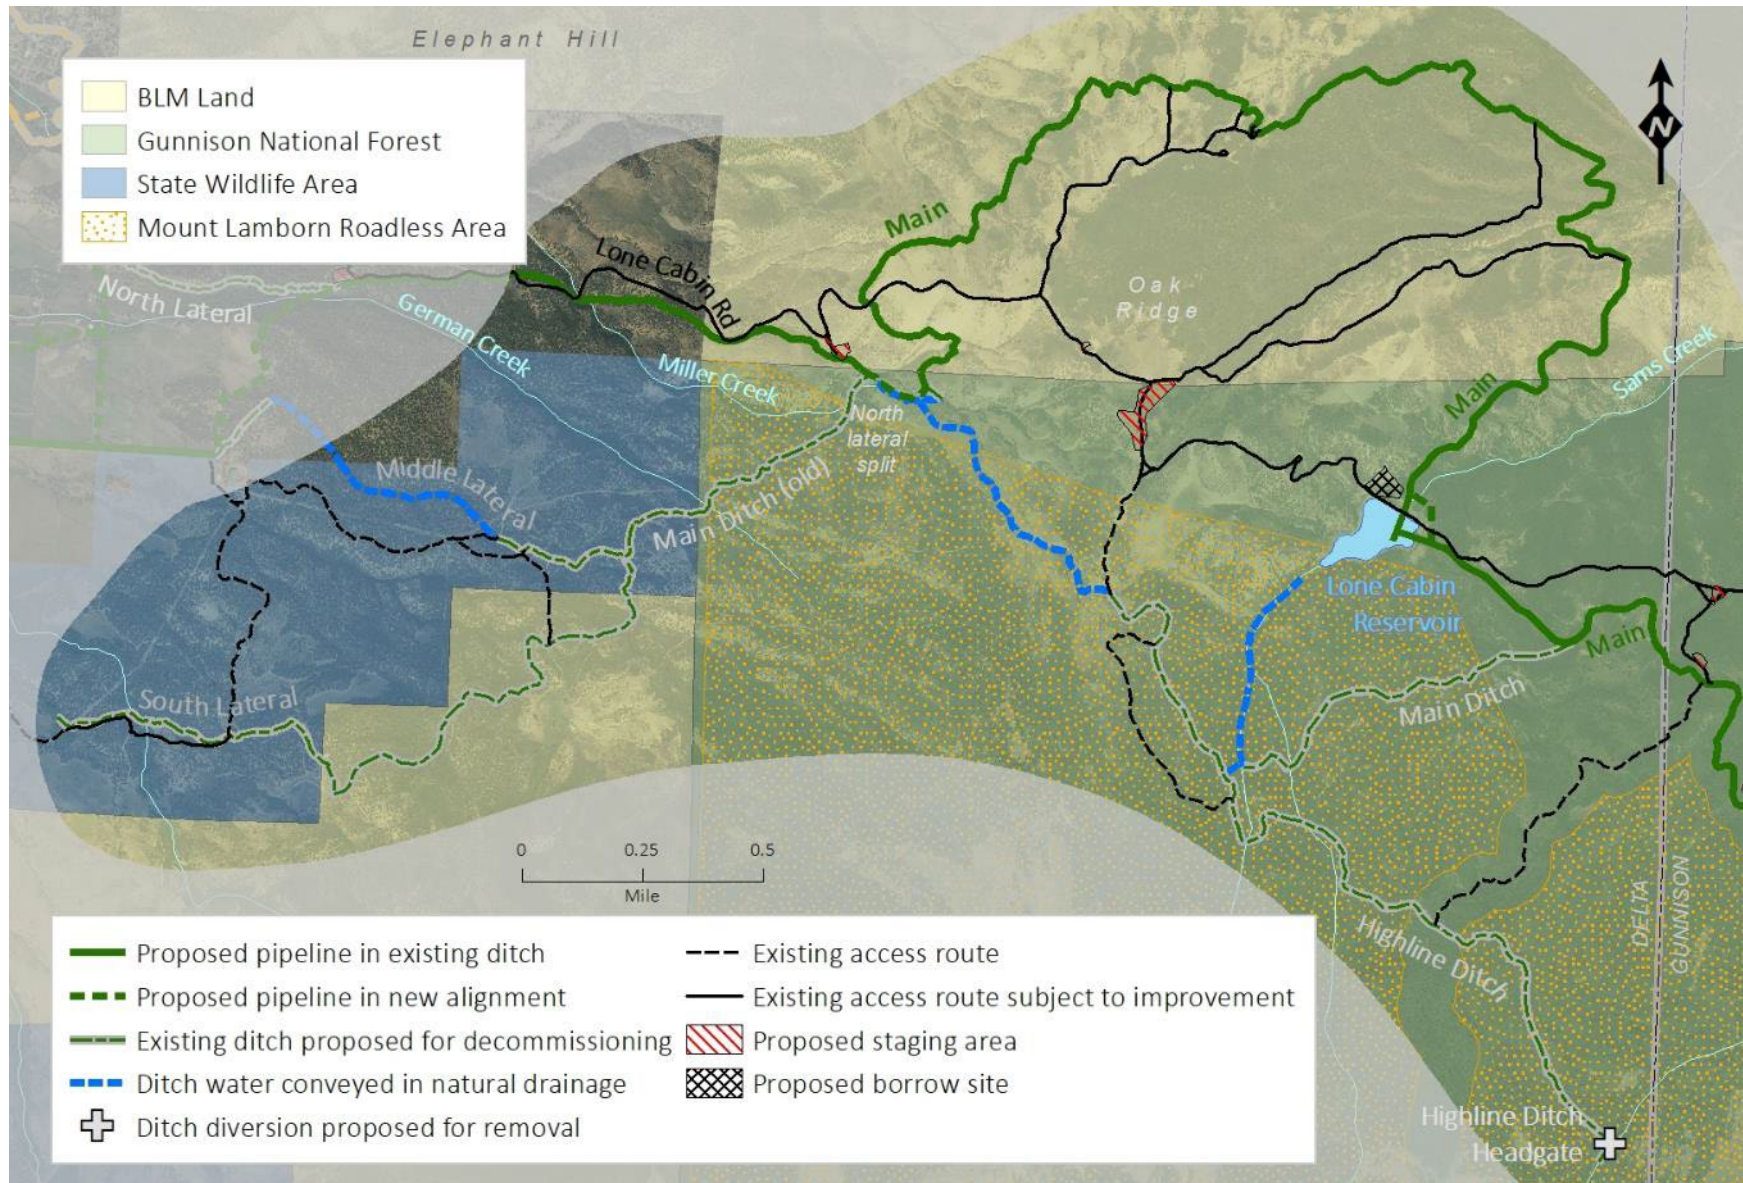 Elephant Hill
BLM Land
Gunnison National Forest
State Wildlife Area
Mount Lamborn Roadless Area
N
Main
Lone Cabin Rd
Oak
Ridge
North Lateral
German Creek
Miller Creek
Sams Creek
Main
North
lateral
split
Middle Lateral
Main Ditch (old)
Lone Cabin
Reservoir
Main
South Lateral
Main Ditch
0 0.25 0.5
Mile
DELTA
GUNNISON
Highline Ditch
Proposed pipeline in existing ditch
Proposed pipeline in new alignment
Existing ditch proposed for decommissioning
Ditch water conveyed in natural drainage
Ditch diversion proposed for removal
Existing access route
Existing access route subject to improvement
Proposed staging area
Proposed borrow site
Highline Ditch
Headgate